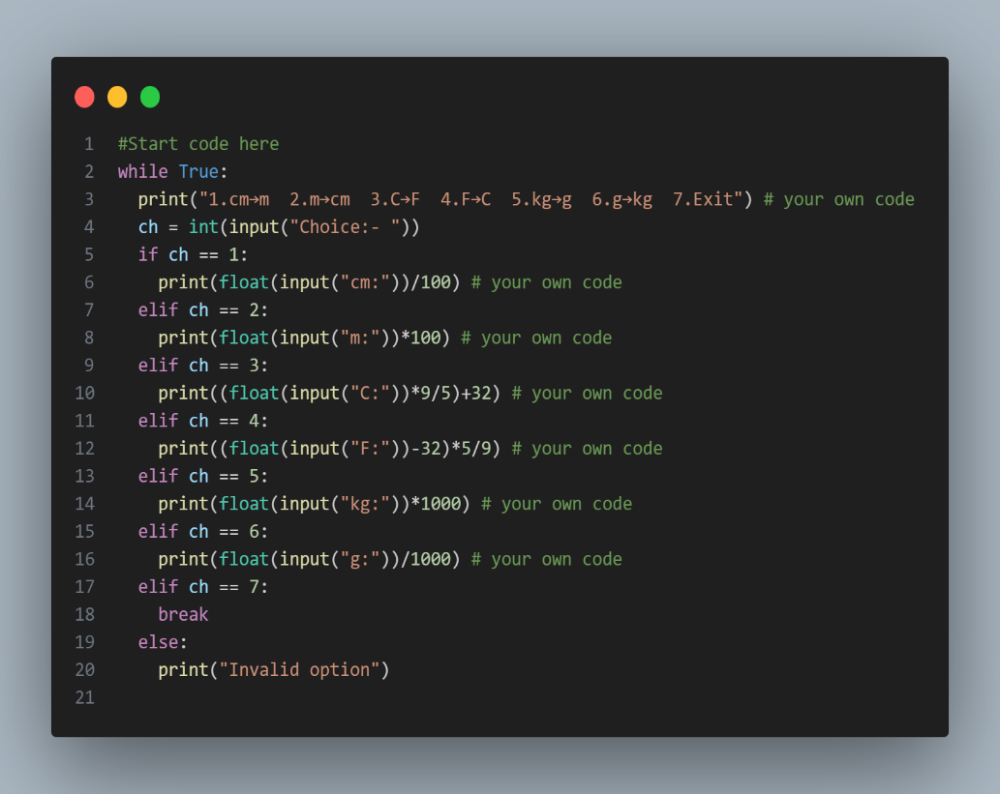 1 #Start code here
2 while True:
3   print("1.cm→m  2.m→cm  3.C→F  4.F→C  5.kg→g  6.g→kg  7.Exit") # your own code
4   ch = int(input("Choice:- "))
5   if ch == 1:
6     print(float(input("cm:"))/100) # your own code
7   elif ch == 2:
8     print(float(input("m:"))*100) # your own code
9   elif ch == 3:
10     print((float(input("C:"))*9/5)+32) # your own code
11   elif ch == 4:
12     print((float(input("F:"))-32)*5/9) # your own code
13   elif ch == 5:
14     print(float(input("kg:"))*1000) # your own code
15   elif ch == 6:
16     print(float(input("g:"))/1000) # your own code
17   elif ch == 7:
18     break
19   else:
20     print("Invalid option")
21